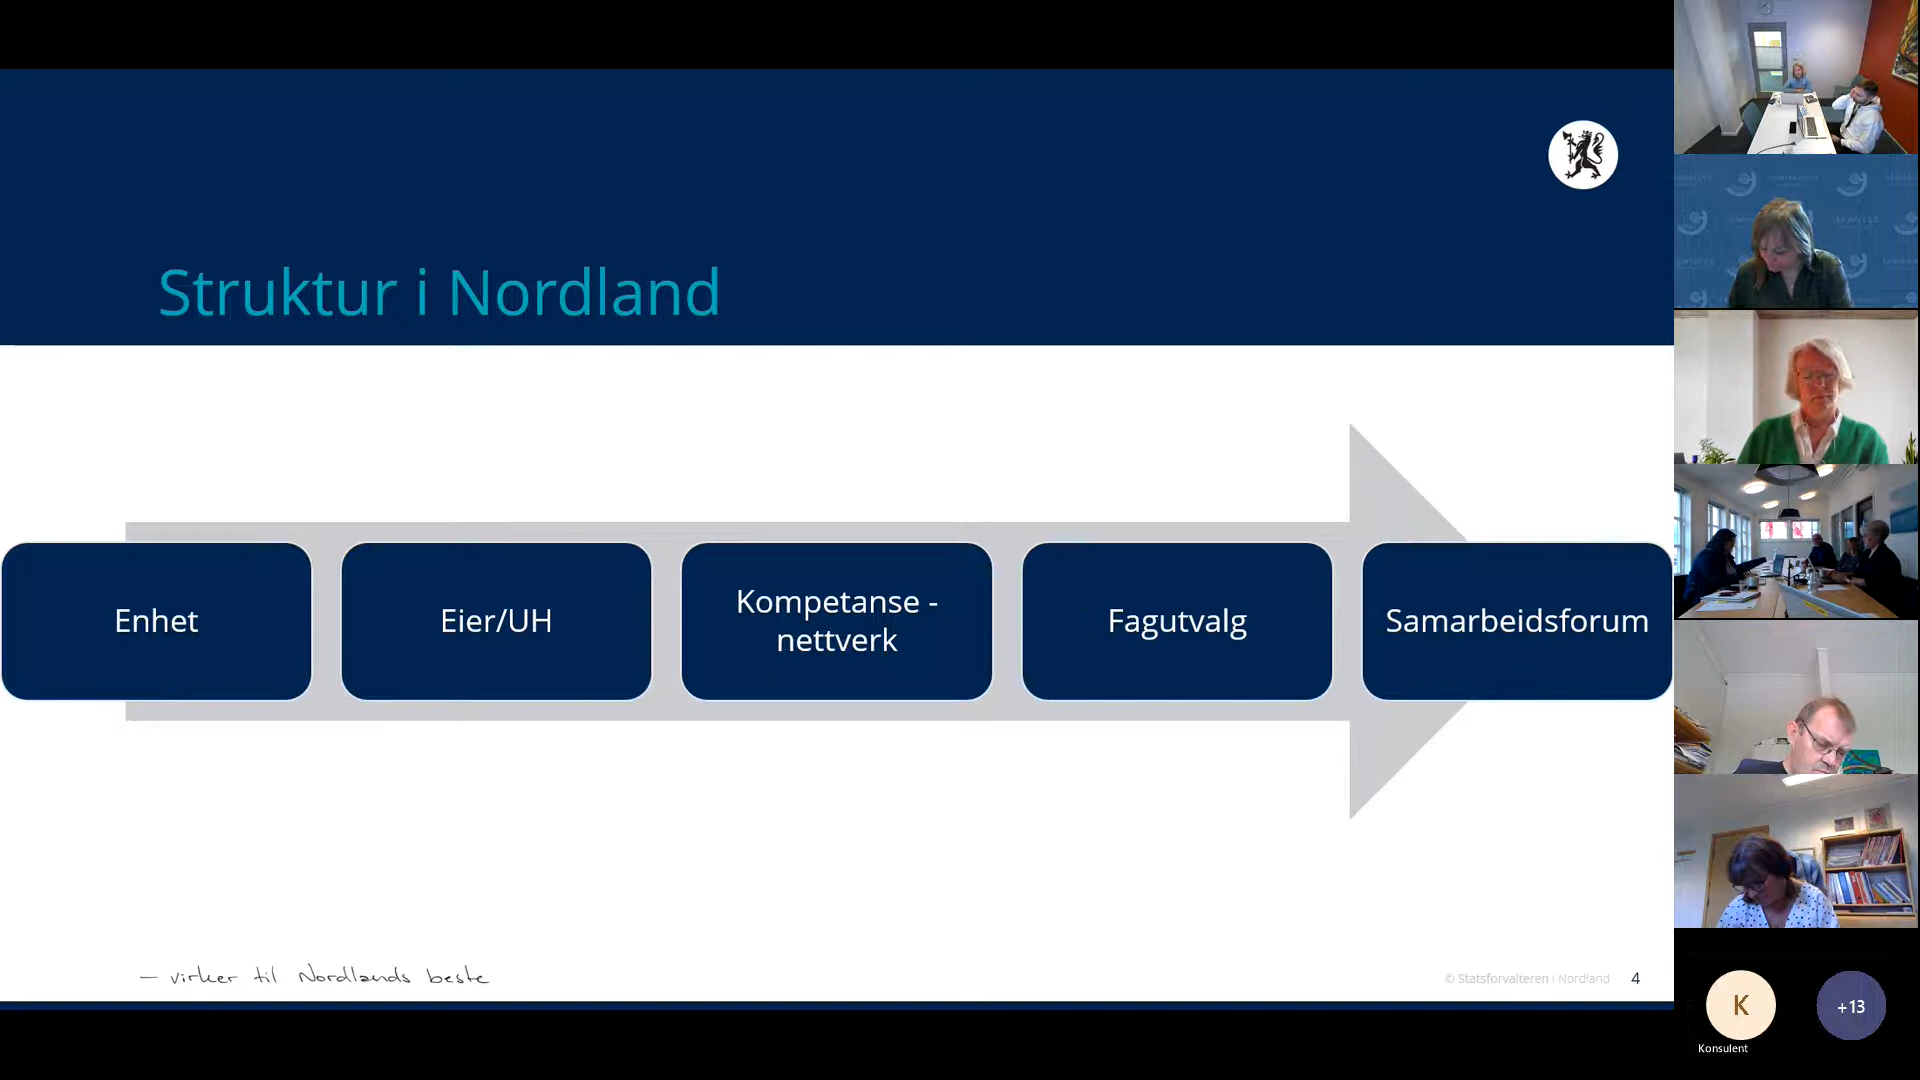 Struktur i Nordland
Enhet
Eier/UH
Kompetanse -
nettverk
Fagutvalg
Samarbeidsforum
– virker til Nordlands beste
© Statsforvalteren i Nordland
4
K
+13
Konsulent